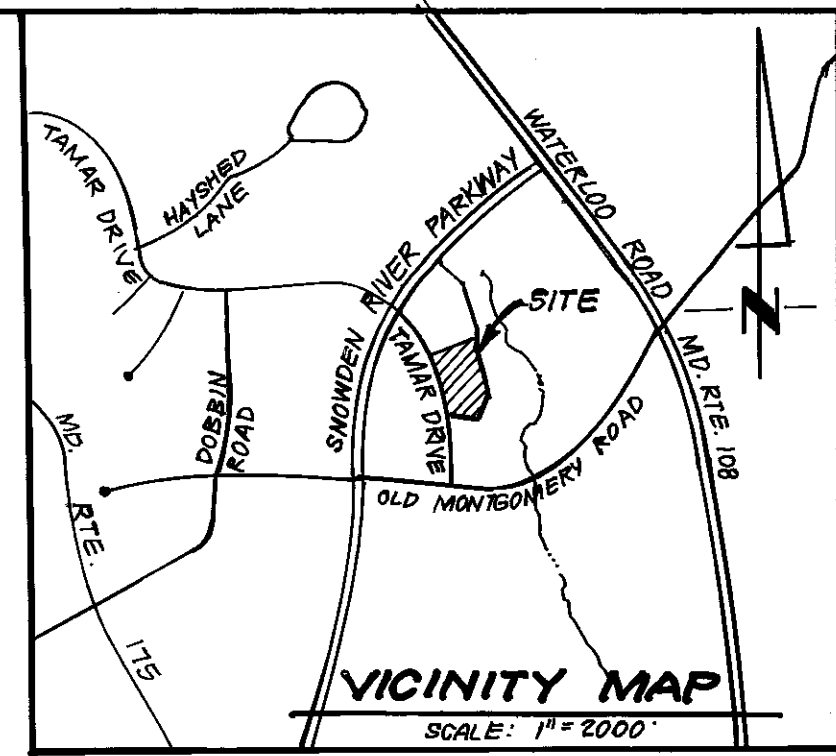 TAMAR DRIVE
HAYSHED
LANE
WATERLOO ROAD
SNOWDEN RIVER PARKWAY
SITE
N
TAMAR DRIVE
MD. RTE. 108
DOBBIN
ROAD
MD. RTE. 175
OLD MONTGOMERY ROAD
VICINITY MAP
SCALE: 1" = 2000'